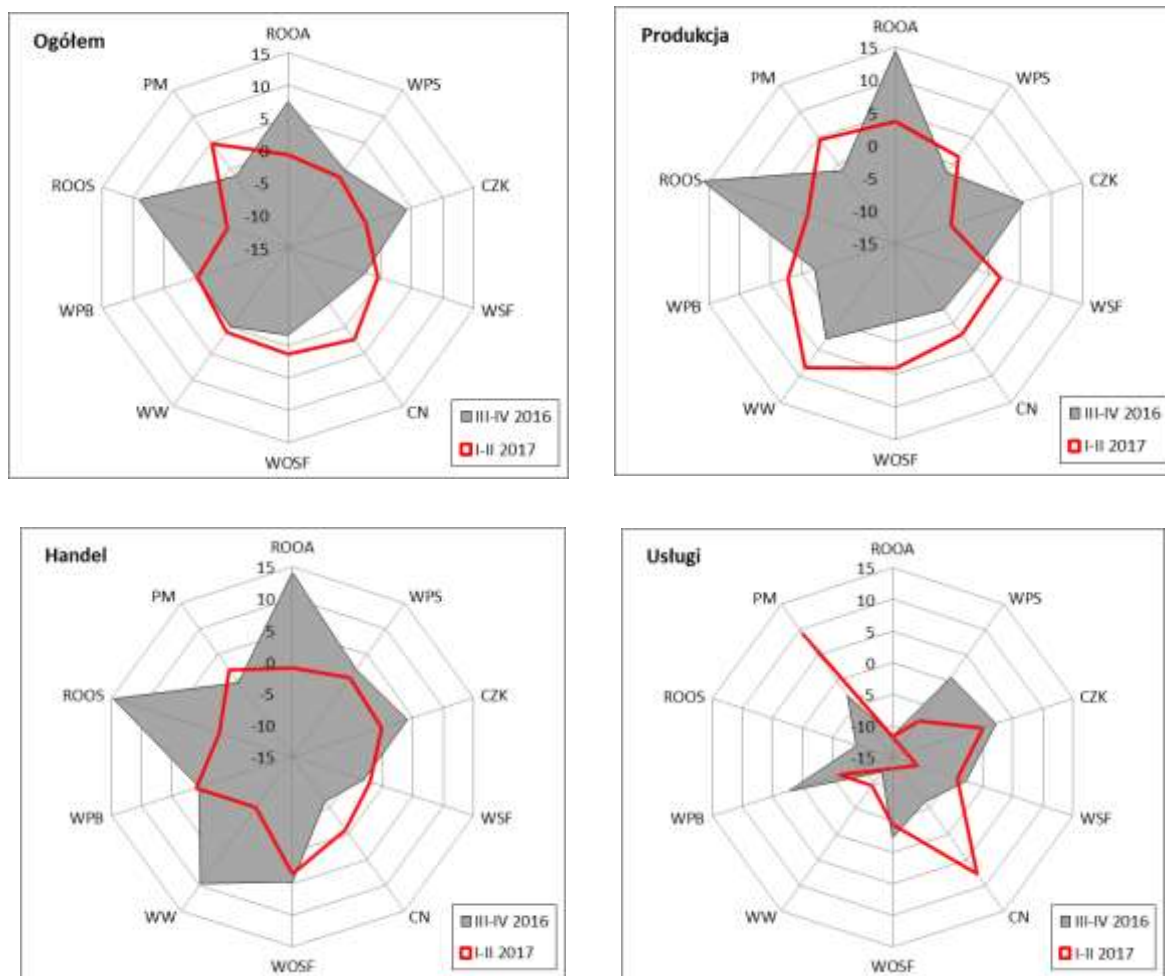 Ogółem
ROOA
WPS
CZK
WSF
CN
WOSF
WW
WPB
ROOS
PM
15
10
5
0
-5
-10
-15
III-IV 2016
I-II 2017
Produkcja
ROOA
WPS
CZK
WSF
CN
WOSF
WW
WPB
ROOS
PM
15
10
5
0
-5
-10
-15
III-IV 2016
I-II 2017
Handel
ROOA
WPS
CZK
WSF
CN
WOSF
WW
WPB
ROOS
PM
15
10
5
0
-5
-10
-15
III-IV 2016
I-II 2017
Usługi
ROOA
WPS
CZK
WSF
CN
WOSF
WW
WPB
ROOS
PM
15
10
5
0
-5
-10
-15
III-IV 2016
I-II 2017